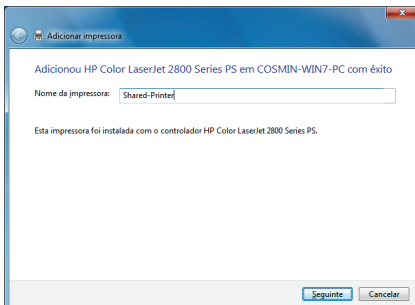 Adicionar impressora
Adicionou HP Color LaserJet 2800 Series PS em COSMIN-WIN7-PC com êxito
Nome da impressora: Shared-Printer
Esta impressora foi instalada com o controlador HP Color LaserJet 2800 Series PS.
Seguinte Cancelar